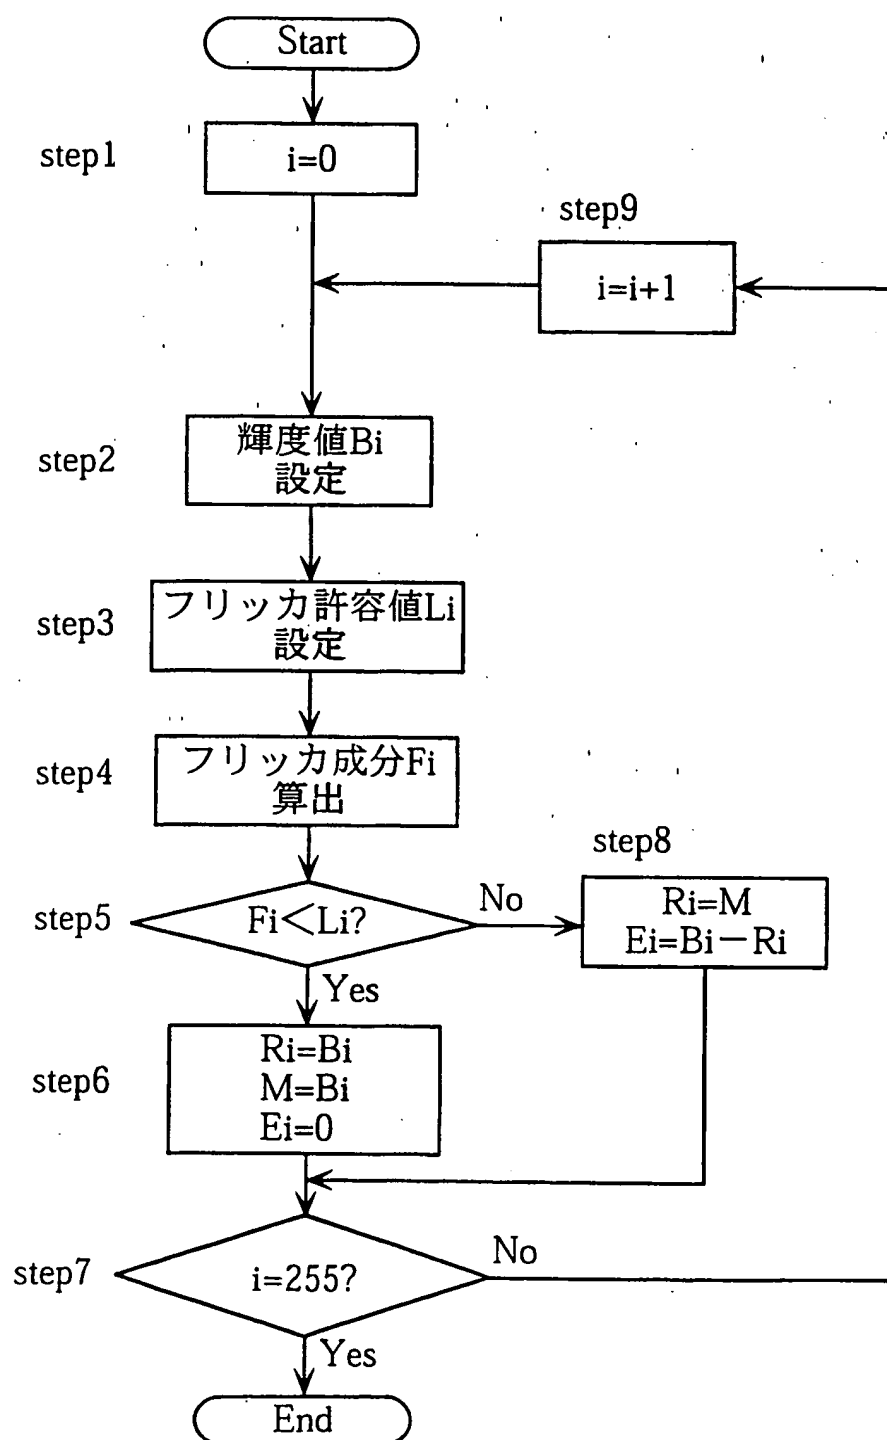 Start
step1
i=0
step9
i=i+1
step2
輝度値Bi
設定
step3
フリッカ許容値Li
設定
step4
フリッカ成分Fi
算出
step5
Fi<Li?
No
step8
Ri=M
Ei=Bi−Ri
Yes
step6
Ri=Bi
M=Bi
Ei=0
step7
i=255?
No
Yes
End